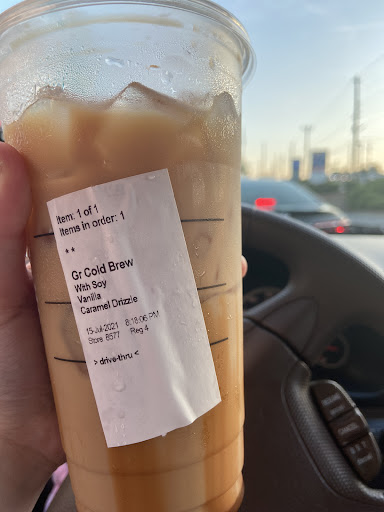 Item: 1 of 1
Items in order: 1
* *
Gr Cold Brew
With Soy
Vanilla
Caramel Drizzle
15-Jul-2021 8:18:06 PM
Store 8577 Reg 4
> drive-thru <
CANCEL